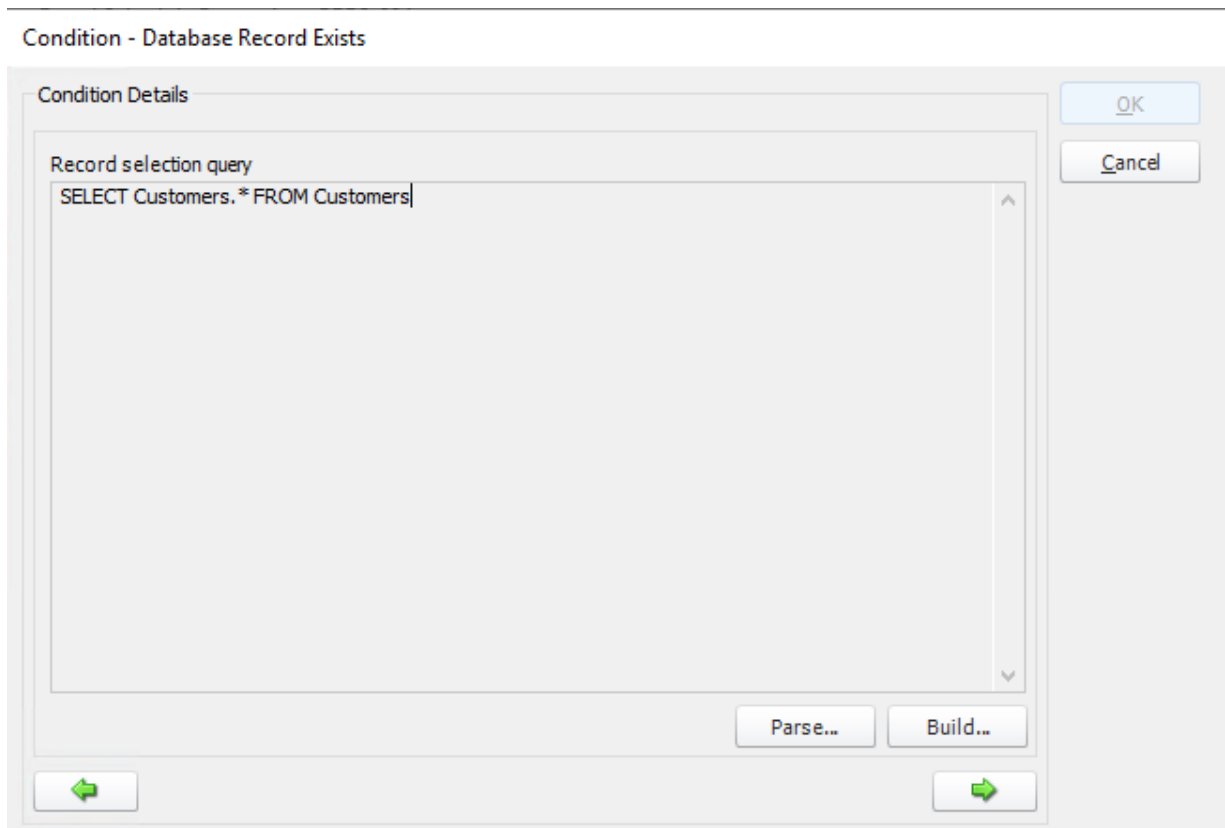 Condition - Database Record Exists
Condition Details
OK
Record selection query
Cancel
SELECT Customers.* FROM Customers
Parse...
Build...